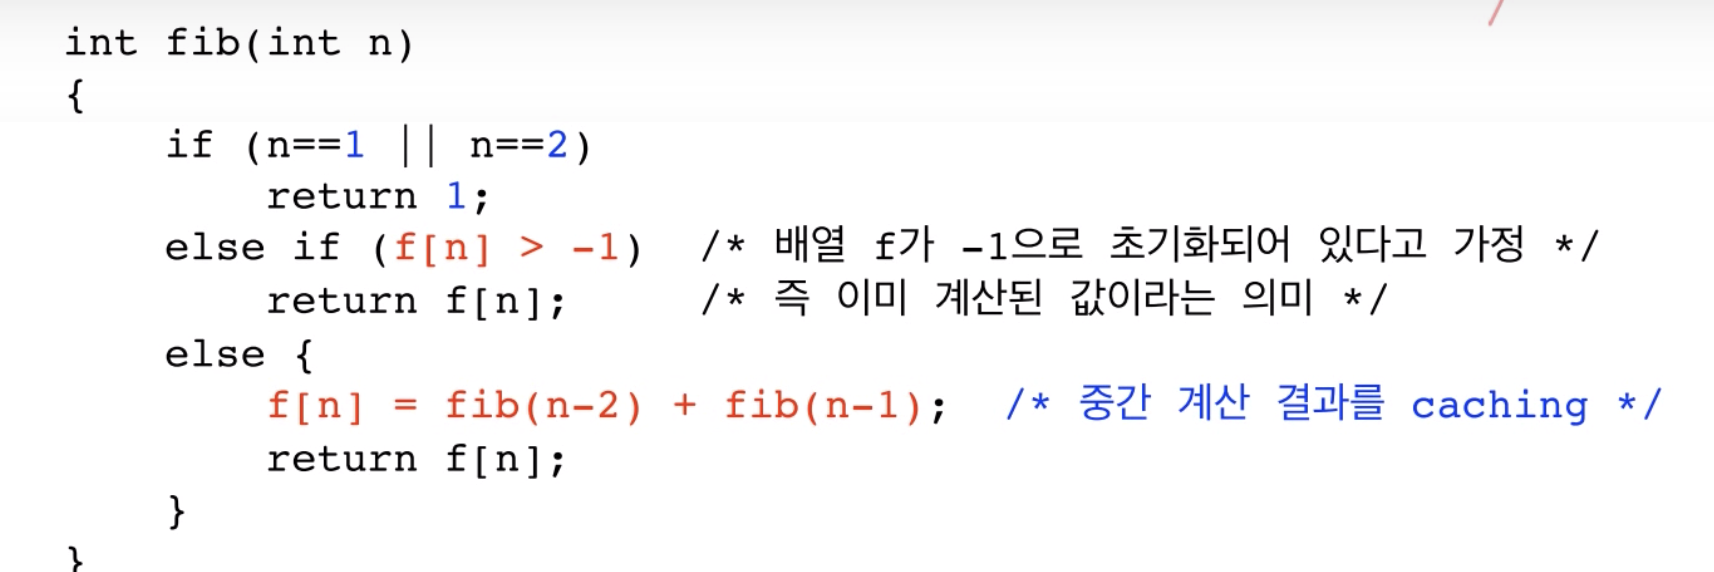 int fib(int n)
{
if (n==1 || n==2)
return 1;
else if (f[n] > -1) /* 배열 f가 -1으로 초기화되어 있다고 가정 */
return f[n]; /* 즉 이미 계산된 값이라는 의미 */
else {
f[n] = fib(n-2) + fib(n-1); /* 중간 계산 결과를 caching */
return f[n];
}
}